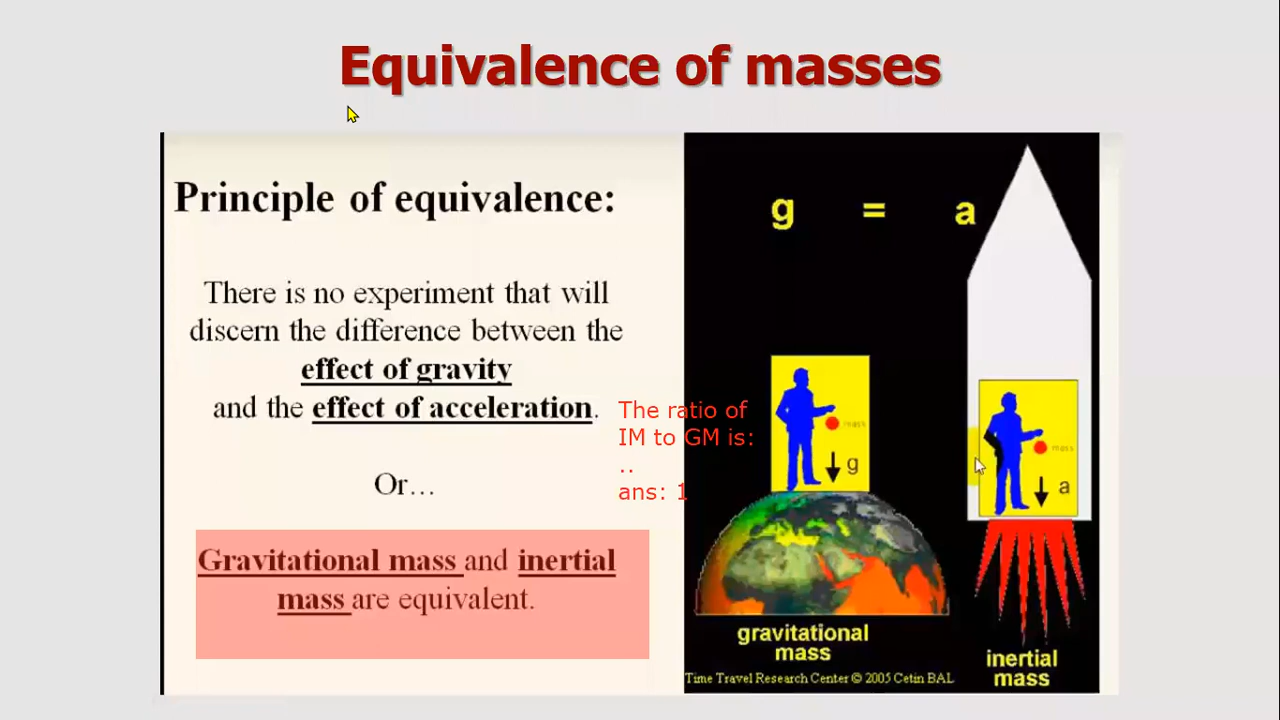 Equivalence of masses
Principle of equivalence:
There is no experiment that will
discern the difference between the
effect of gravity
and the effect of acceleration.
Or...
Gravitational mass and inertial
mass are equivalent.
The ratio of
IM to GM is:
..
ans: 1
g = a
mass
g
gravitational
mass
mass
a
inertial
mass
Time Travel Research Center © 2005 Cetin BAL